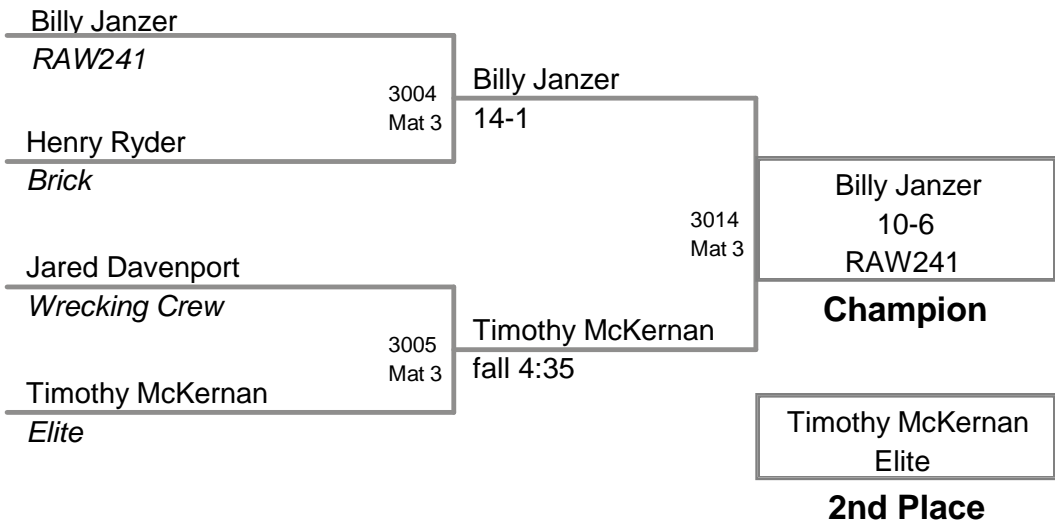 Billy Janzer
RAW241
3004
Mat 3
Henry Ryder
Brick
Billy Janzer
14-1
Jared Davenport
Wrecking Crew
3005
Mat 3
Timothy McKernan
Elite
Timothy McKernan
fall 4:35
3014
Mat 3
Billy Janzer
10-6
RAW241
Champion
Timothy McKernan
Elite
2nd Place